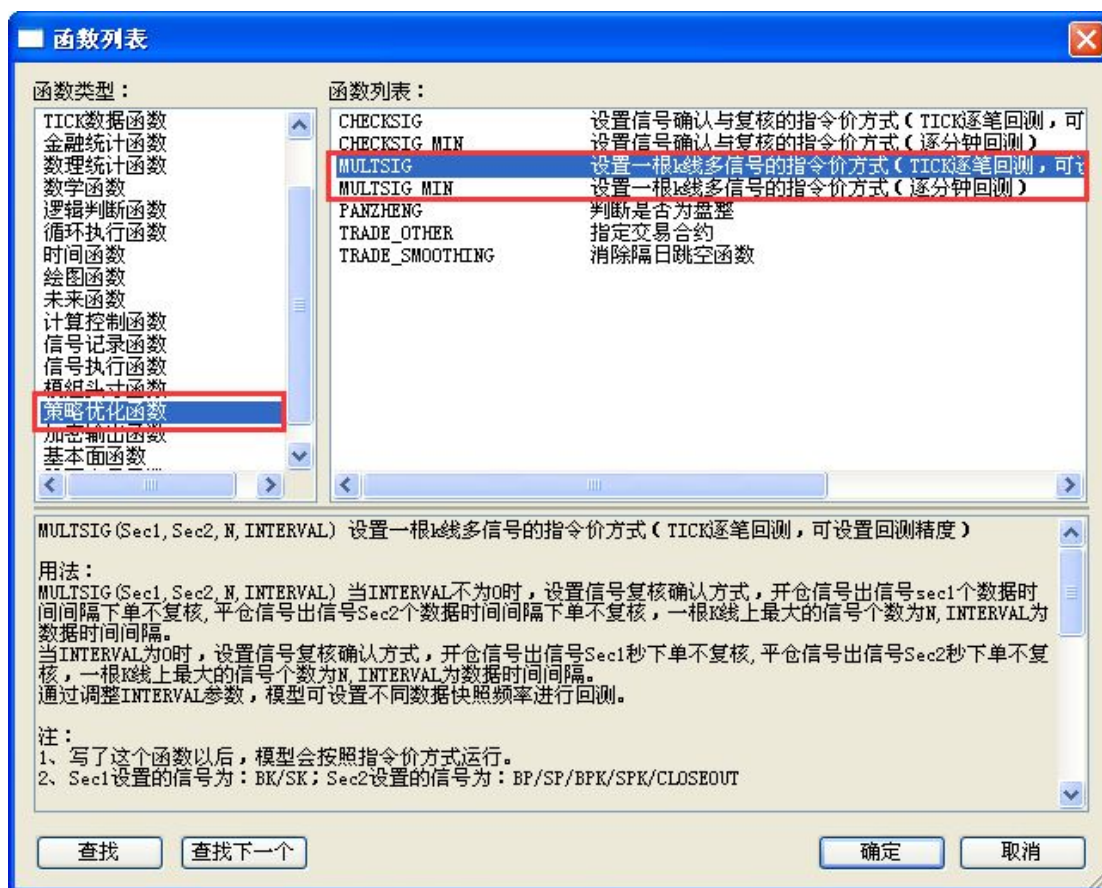 函数列表
函数类型：
函数列表：
TICK数据函数
金融统计函数
数理统计函数
数学函数
逻辑判断函数
循环执行函数
时间函数
绘图函数
未来函数
计算控制函数
信号记录函数
信号执行函数
模组头寸函数
策略优化函数
加密输出函数
基本面函数
CHECKSIG 设置信号确认与复核的指令价方式(TICK逐笔回测，可
CHECKSIG_MIN 设置信号确认与复核的指令价方式(逐分钟回测)
MULTSIG 设置一根k线多信号的指令价方式(TICK逐笔回测，可设
MULTSIG_MIN 设置一根k线多信号的指令价方式(逐分钟回测)
PANZHENG 判断是否为盘整
TRADE_OTHER 指定交易合约
TRADE_SMOOTHING 消除隔日跳空函数
MULTSIG(Sec1,Sec2,N,INTERVAL) 设置一根k线多信号的指令价方式(TICK逐笔回测，可设置回测精度)
用法：
MULTSIG(Sec1,Sec2,N,INTERVAL) 当INTERVAL不为0时，设置信号复核确认方式，开仓信号出信号sec1个数据时
间间隔下单不复核,平仓信号出信号Sec2个数据时间间隔下单不复核，一根K线上最大的信号个数为N,INTERVAL为
数据时间间隔。
当INTERVAL为0时，设置信号复核确认方式，开仓信号出信号Sec1秒下单不复核,平仓信号出信号Sec2秒下单不复
核，一根K线上最大的信号个数为N,INTERVAL为数据时间间隔。
通过调整INTERVAL参数，模型可设置不同数据快照频率进行回测。
注：
1、写了这个函数以后，模型会按照指令价方式运行。
2、Sec1设置的信号为：BK/SK；Sec2设置的信号为：BP/SP/BPK/SPK/CLOSEOUT
查找
查找下一个
确定
取消